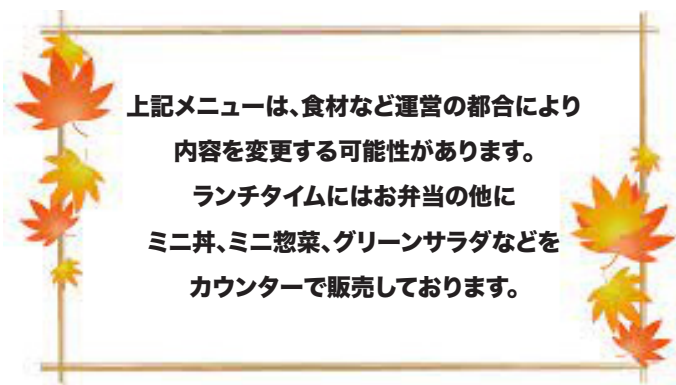 上記メニューは、食材など運営の都合により
内容を変更する可能性があります。
ランチタイムにはお弁当の他に
ミニ丼、ミニ惣菜、グリーンサラダなどを
カウンターで販売しております。